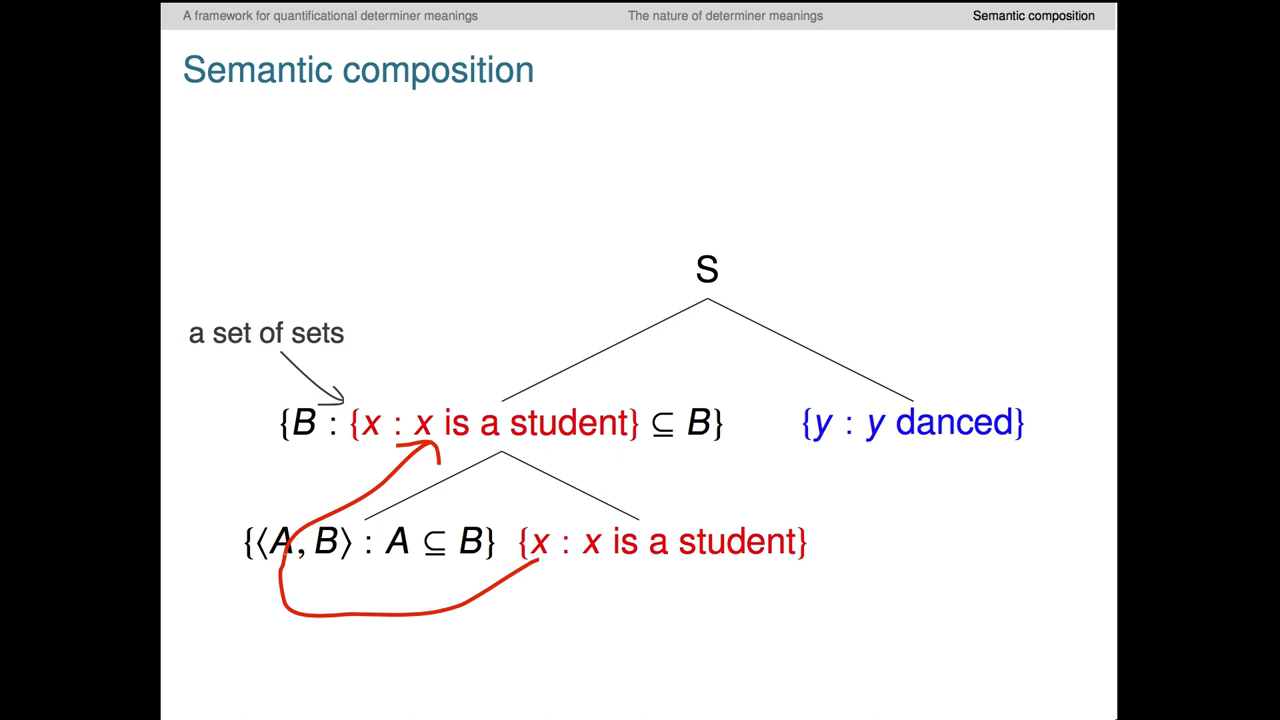 A framework for quantificational determiner meanings The nature of determiner meanings Semantic composition
Semantic composition
S
a set of sets
{B : {x : x is a student} ⊆ B} {y : y danced}
{⟨A, B⟩ : A ⊆ B} {x : x is a student}